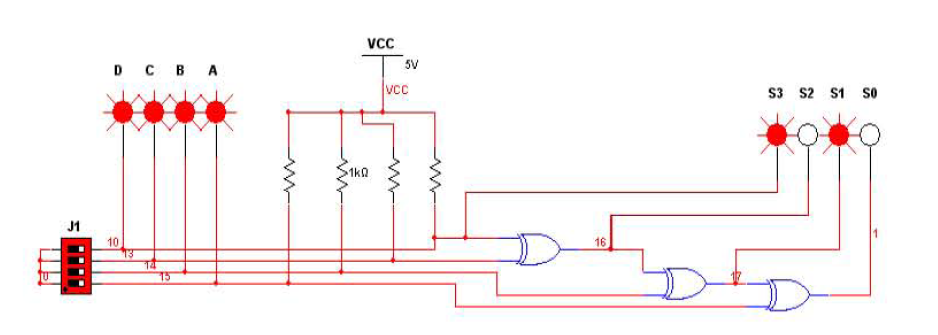 VCC
5V
VCC
D C B A
S3 S2 S1 S0
1kΩ
J1
10
13
14
15
0
16
17
1